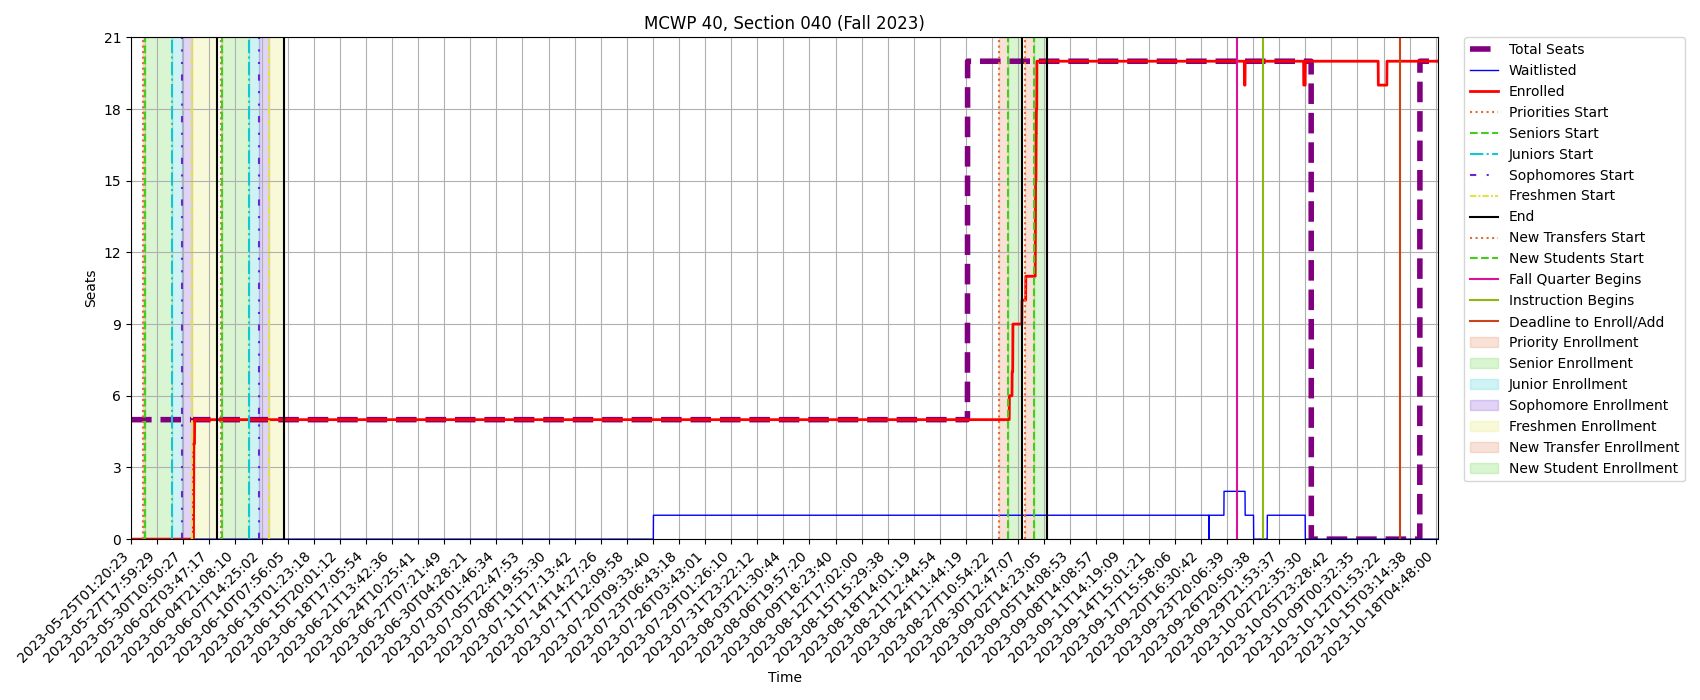 MCWP 40, Section 040 (Fall 2023)
21
18
15
12
9
6
3
0
Seats
2023-05-25T01:20:23
2023-05-27T17:59:29
2023-05-30T10:50:27
2023-06-02T03:47:17
2023-06-04T21:08:10
2023-06-07T14:25:02
2023-06-10T07:56:05
2023-06-13T01:23:18
2023-06-15T20:01:12
2023-06-18T17:05:54
2023-06-21T13:42:36
2023-06-24T10:25:41
2023-06-27T07:21:49
2023-06-30T04:28:21
2023-07-03T01:46:34
2023-07-05T22:47:53
2023-07-08T19:55:30
2023-07-11T17:13:42
2023-07-14T14:27:26
2023-07-17T12:09:58
2023-07-20T09:33:40
2023-07-23T06:43:18
2023-07-26T03:43:01
2023-07-29T01:26:10
2023-07-31T23:22:12
2023-08-03T21:30:44
2023-08-06T19:57:20
2023-08-09T18:23:40
2023-08-12T17:02:00
2023-08-15T15:29:38
2023-08-18T14:01:19
2023-08-21T12:44:54
2023-08-24T11:44:19
2023-08-27T10:54:22
2023-08-30T12:47:07
2023-09-02T14:23:05
2023-09-05T14:08:53
2023-09-08T14:08:57
2023-09-11T14:19:09
2023-09-14T15:01:21
2023-09-17T15:58:06
2023-09-20T16:30:42
2023-09-23T20:06:39
2023-09-26T20:50:38
2023-09-29T21:53:37
2023-10-02T22:35:30
2023-10-05T23:28:42
2023-10-09T00:32:35
2023-10-12T01:53:22
2023-10-15T03:14:38
2023-10-18T04:48:00
Time
Total Seats
Waitlisted
Enrolled
Priorities Start
Seniors Start
Juniors Start
Sophomores Start
Freshmen Start
End
New Transfers Start
New Students Start
Fall Quarter Begins
Instruction Begins
Deadline to Enroll/Add
Priority Enrollment
Senior Enrollment
Junior Enrollment
Sophomore Enrollment
Freshmen Enrollment
New Transfer Enrollment
New Student Enrollment